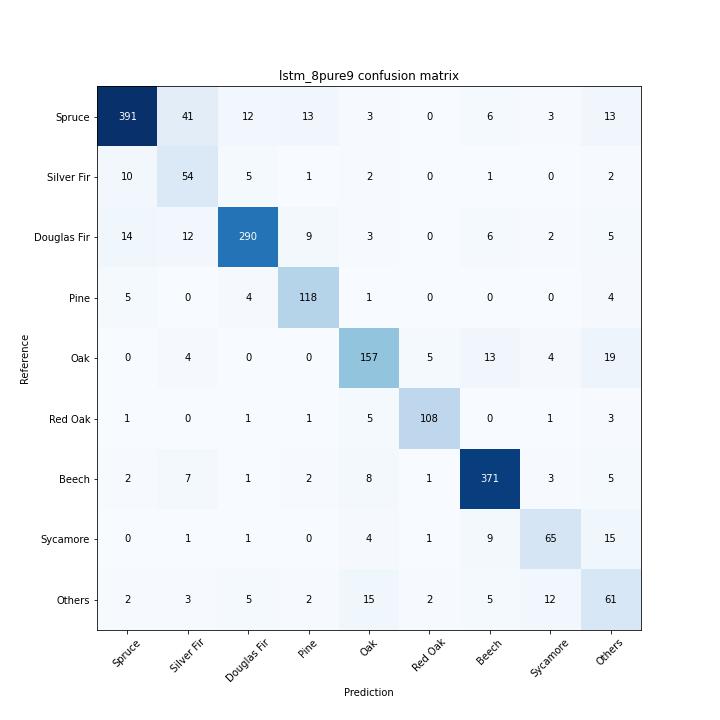 lstm_8pure9 confusion matrix
Spruce 391 41 12 13 3 0 6 3 13
Silver Fir 10 54 5 1 2 0 1 0 2
Douglas Fir 14 12 290 9 3 0 6 2 5
Pine 5 0 4 118 1 0 0 0 4
Oak 0 4 0 0 157 5 13 4 19
Red Oak 1 0 1 1 5 108 0 1 3
Beech 2 7 1 2 8 1 371 3 5
Sycamore 0 1 1 0 4 1 9 65 15
Others 2 3 5 2 15 2 5 12 61
Reference
Spruce Silver Fir Douglas Fir Pine Oak Red Oak Beech Sycamore Others
Prediction